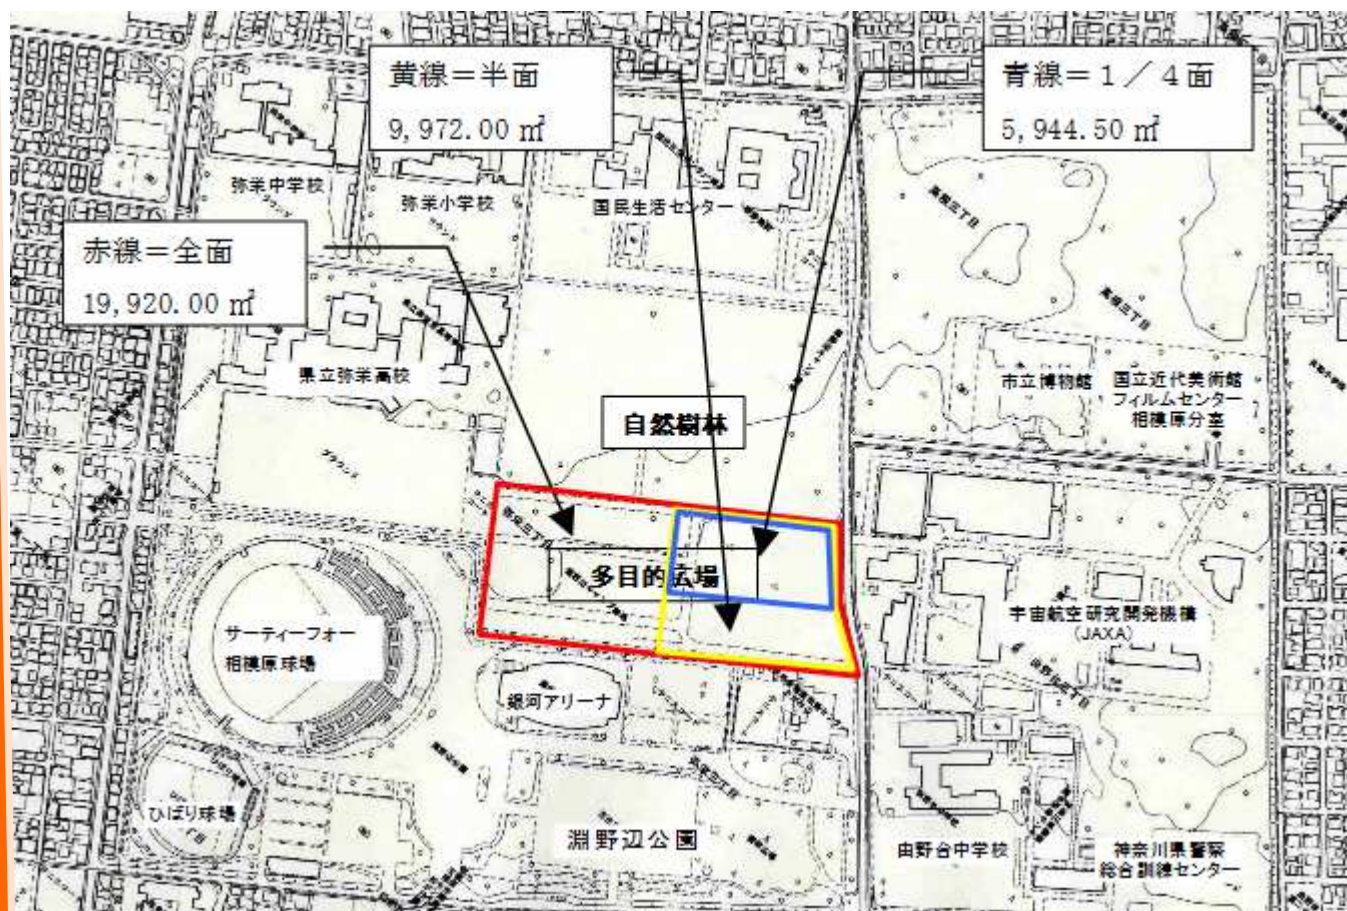 黄線＝半面
9,972.00 ㎡
青線＝１／４面
5,944.50 ㎡
弥栄中学校
弥栄小学校
国民生活センター
赤線＝全面
19,920.00 ㎡
県立弥栄高校
市立博物館
国立近代美術館
フィルムセンター
相模原分室
自然樹林
多目的広場
サーティーフォー
相模原球場
宇宙航空研究開発機構
(JAXA)
銀河アリーナ
ひばり球場
淵野辺公園
由野台中学校
神奈川県警察
総合訓練センター